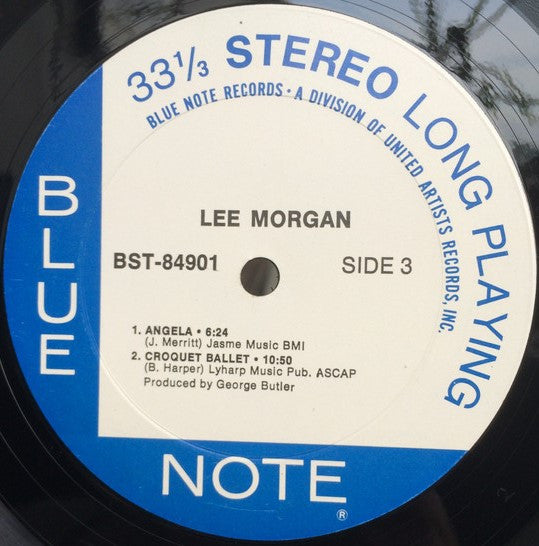 33⅓ STEREO LONG PLAYING
BLUE NOTE RECORDS • A DIVISION OF UNITED ARTISTS RECORDS, INC.
BLUE
LEE MORGAN
BST-84901
SIDE 3
1. ANGELA • 6:24
(J. Merritt) Jasme Music BMI
2. CROQUET BALLET • 10:50
(B. Harper) Lyharp Music Pub. ASCAP
Produced by George Butler
NOTE
®